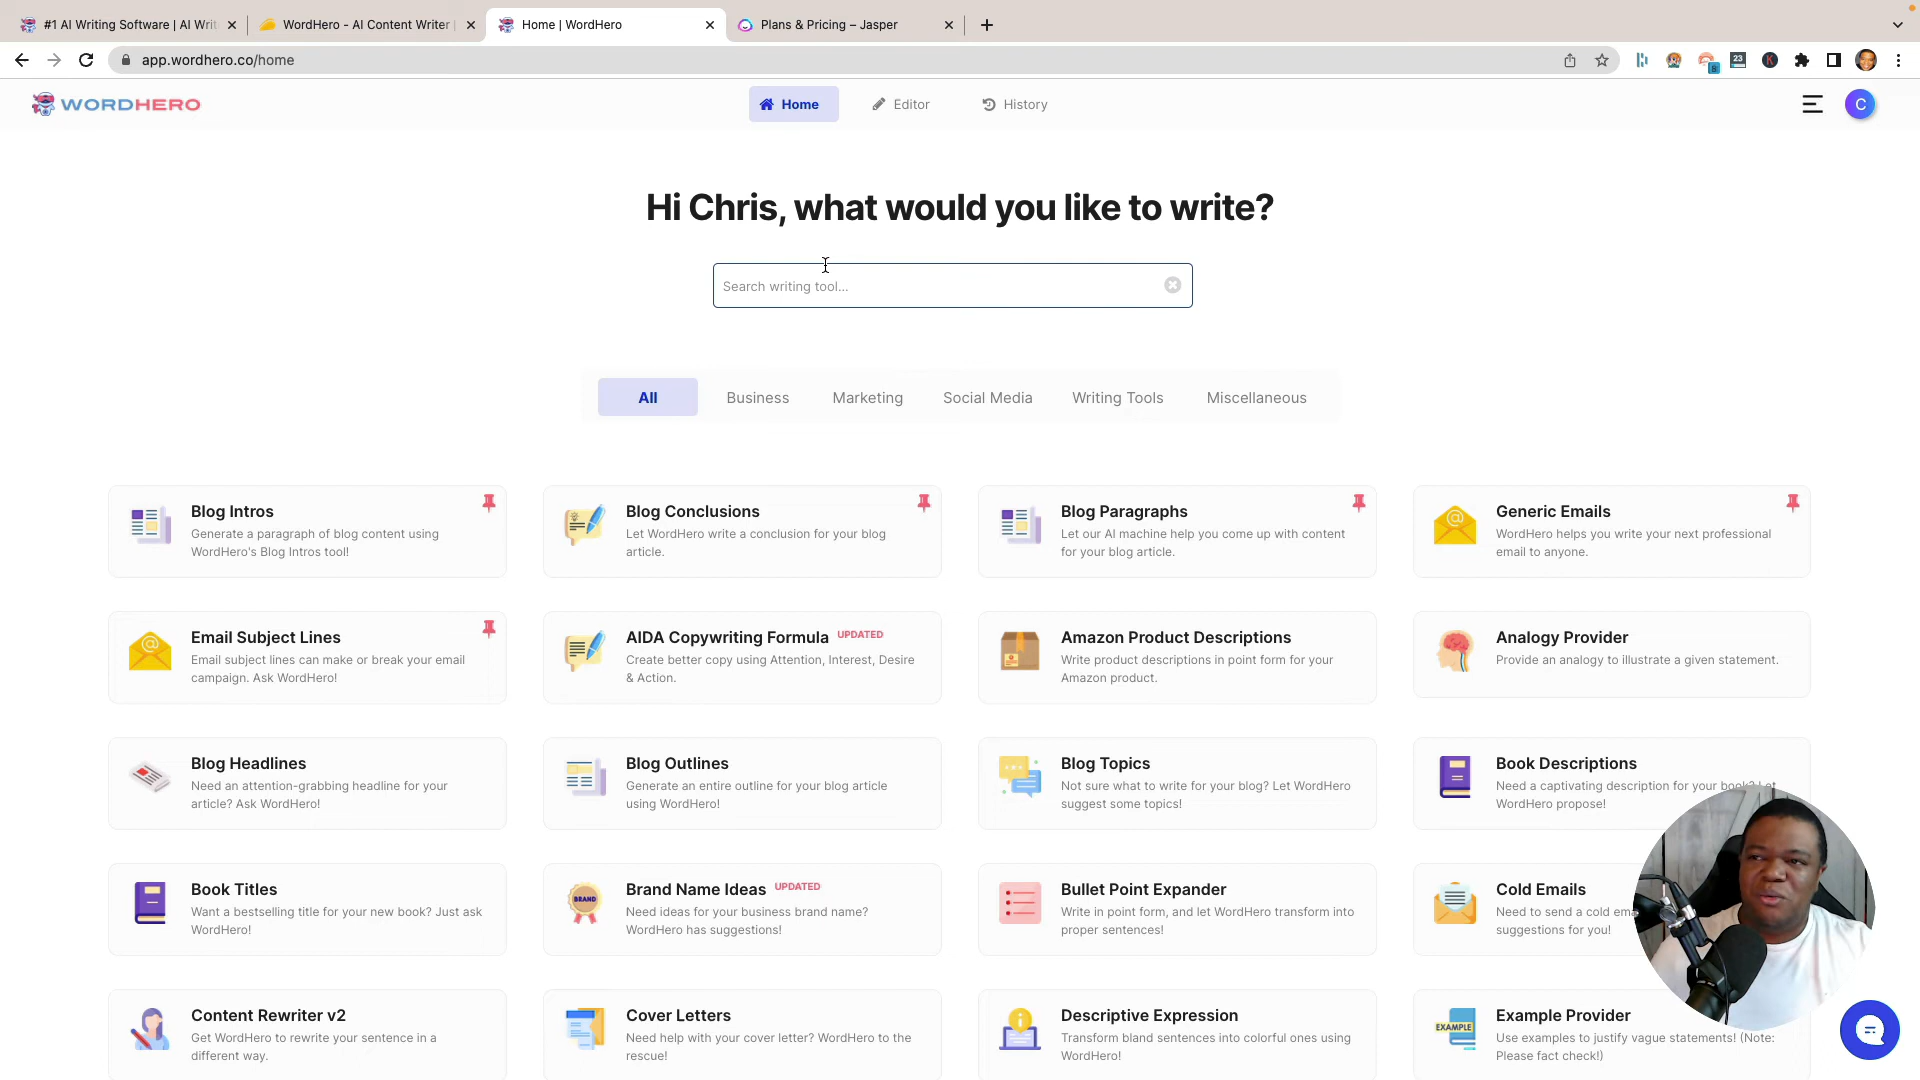 #1 AI Writing Software | AI Writ
WordHero - AI Content Writer |
Home | WordHero
Plans & Pricing – Jasper
app.wordhero.co/home
23
8
K
WORDHERO
Home
Editor
History
C
Hi Chris, what would you like to write?
Search writing tool...
All
Business
Marketing
Social Media
Writing Tools
Miscellaneous
Blog Intros
Generate a paragraph of blog content using
WordHero's Blog Intros tool!
Blog Conclusions
Let WordHero write a conclusion for your blog
article.
Blog Paragraphs
Let our AI machine help you come up with content
for your blog article.
Generic Emails
WordHero helps you write your next professional
email to anyone.
Email Subject Lines
Email subject lines can make or break your email
campaign. Ask WordHero!
AIDA Copywriting Formula UPDATED
Create better copy using Attention, Interest, Desire
& Action.
Amazon Product Descriptions
Write product descriptions in point form for your
Amazon product.
Analogy Provider
Provide an analogy to illustrate a given statement.
Blog Headlines
Need an attention-grabbing headline for your
article? Ask WordHero!
Blog Outlines
Generate an entire outline for your blog article
using WordHero!
Blog Topics
Not sure what to write for your blog? Let WordHero
suggest some topics!
Book Descriptions
Need a captivating description for your book? Let
WordHero propose!
Book Titles
Want a bestselling title for your new book? Just ask
WordHero!
BRAND
Brand Name Ideas UPDATED
Need ideas for your business brand name?
WordHero has suggestions!
Bullet Point Expander
Write in point form, and let WordHero transform into
proper sentences!
Cold Emails
Need to send a cold ema
suggestions for you!
Content Rewriter v2
Get WordHero to rewrite your sentence in a
different way.
Cover Letters
Need help with your cover letter? WordHero to the
rescue!
Descriptive Expression
Transform bland sentences into colorful ones using
WordHero!
EXAMPLE
Example Provider
Use examples to justify vague statements! (Note:
Please fact check!)